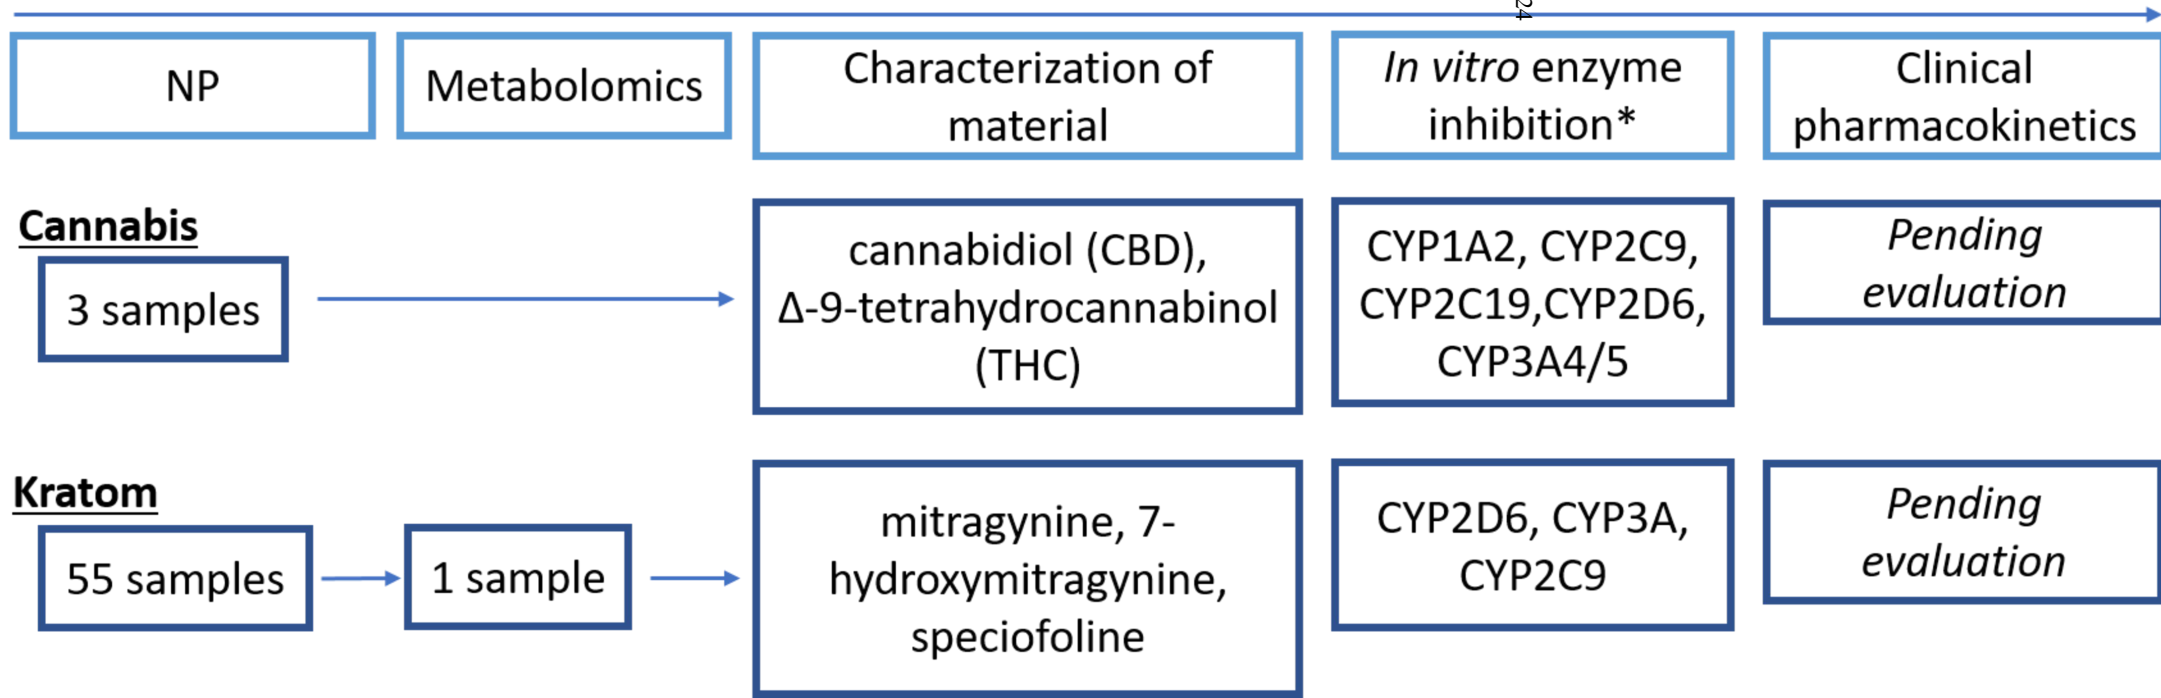 24
NP
Metabolomics
Characterization of
material
In vitro enzyme
inhibition*
Clinical
pharmacokinetics
Cannabis
3 samples
cannabidiol (CBD),
Δ-9-tetrahydrocannabinol
(THC)
CYP1A2, CYP2C9,
CYP2C19,CYP2D6,
CYP3A4/5
Pending
evaluation
Kratom
55 samples
1 sample
mitragynine, 7-
hydroxymitragynine,
speciofoline
CYP2D6, CYP3A,
CYP2C9
Pending
evaluation